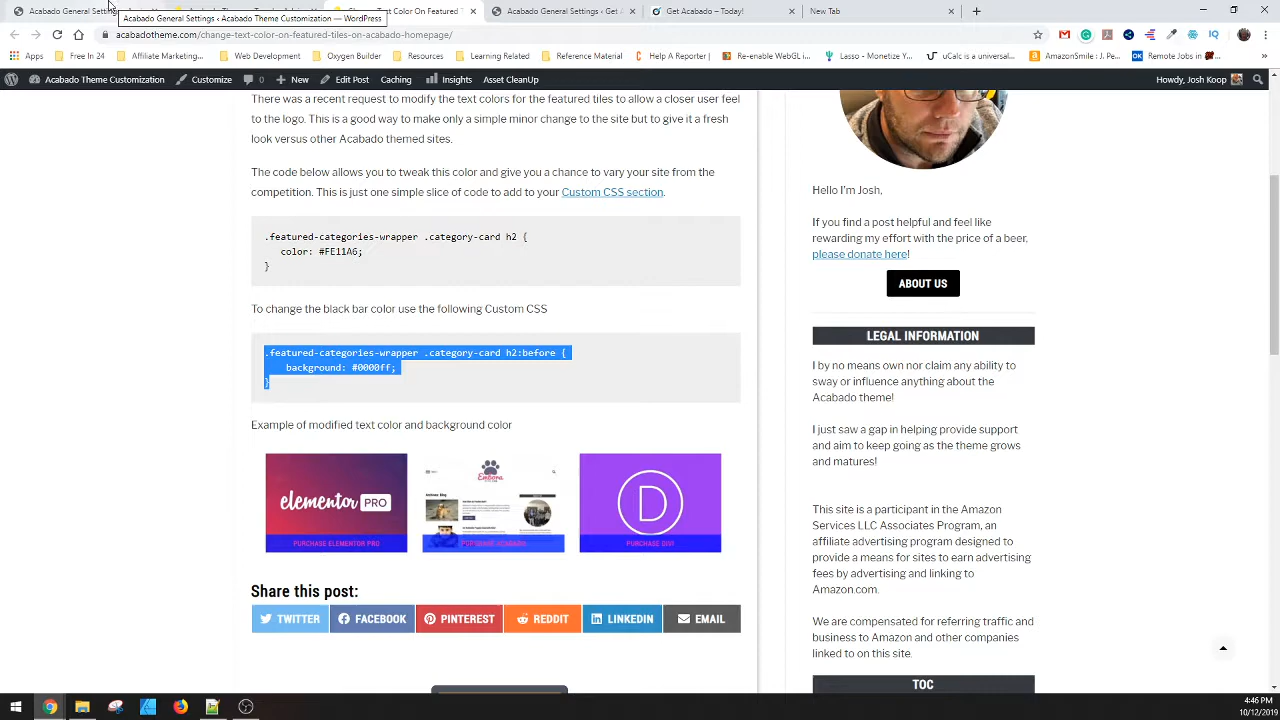 Acabado General Settings
Acabado General Settings ‹ Acabado Theme Customization — WordPress
Color On Featured T
Acabado General Settings ‹ Get A
Get Acabado – Today!
New Tab
acabadotheme.com/change-text-color-on-featured-tiles-on-acabado-homepage/
Apps
Free In 24
Affiliate Marketing...
Web Development
Oxygen Builder
Resources
Learning Related
Reference Material
Help A Reporter |
Re-enable WebGL i...
Lasso - Monetize Y...
uCalc is a universal...
AmazonSmile : J. Pe...
Remote Jobs in
Acabado Theme Customization
Customize
0
New
Edit Post
Caching
Insights
Asset CleanUp
Howdy, Josh Koop
There was a recent request to modify the text colors for the featured tiles to allow a closer user feel
to the logo. This is a good way to make only a simple minor change to the site but to give it a fresh
look versus other Acabado themed sites.
The code below allows you to tweak this color and give you a chance to vary your site from the
competition. This is just one simple slice of code to add to your Custom CSS section.
.featured-categories-wrapper .category-card h2 {
color: #FE11A6;
}
To change the black bar color use the following Custom CSS
.featured-categories-wrapper .category-card h2:before {
background: #0000ff;
}
Example of modified text color and background color
elementor PRO
PURCHASE ELEMENTOR PRO
Embora
D
PURCHASE DIVI
Share this post:
TWITTER
FACEBOOK
PINTEREST
REDDIT
LINKEDIN
EMAIL
Hello I'm Josh,
If you find a post helpful and feel like
rewarding my effort with the price of a beer,
please donate here!
ABOUT US
LEGAL INFORMATION
I by no means own nor claim any ability to
sway or influence anything about the
Acabado theme!
I just saw a gap in helping provide support
and aim to keep going as the theme grows
and matures!
This site is a participant in the Amazon
Services LLC Associates Program, an
affiliate advertising program designed to
provide a means for sites to earn advertising
fees by advertising and linking to
Amazon.com.
We are compensated for referring traffic and
business to Amazon and other companies
linked to on this site.
TOC
4:46 PM
10/12/2019